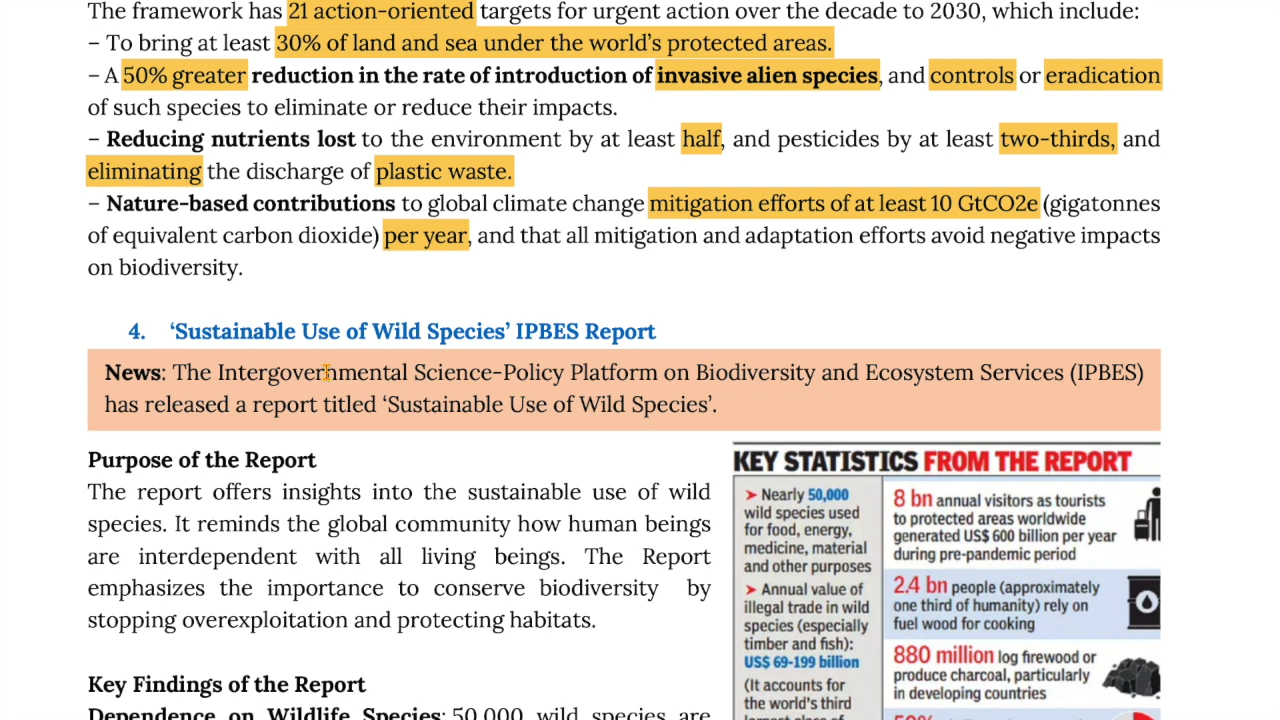 The framework has 21 action-oriented targets for urgent action over the decade to 2030, which include:
– To bring at least 30% of land and sea under the world’s protected areas.
– A 50% greater reduction in the rate of introduction of invasive alien species, and controls or eradication
of such species to eliminate or reduce their impacts.
– Reducing nutrients lost to the environment by at least half, and pesticides by at least two-thirds, and
eliminating the discharge of plastic waste.
– Nature-based contributions to global climate change mitigation efforts of at least 10 GtCO2e (gigatonnes
of equivalent carbon dioxide) per year, and that all mitigation and adaptation efforts avoid negative impacts
on biodiversity.
4. ‘Sustainable Use of Wild Species’ IPBES Report
News: The Intergovernmental Science-Policy Platform on Biodiversity and Ecosystem Services (IPBES)
has released a report titled ‘Sustainable Use of Wild Species’.
Purpose of the Report
The report offers insights into the sustainable use of wild
species. It reminds the global community how human beings
are interdependent with all living beings. The Report
emphasizes the importance to conserve biodiversity by
stopping overexploitation and protecting habitats.
Key Findings of the Report
Dependence on Wildlife Species: 50,000 wild species are
KEY STATISTICS FROM THE REPORT
➤ Nearly 50,000
wild species used
for food, energy,
medicine, material
and other purposes
➤ Annual value of
illegal trade in wild
species (especially
timber and fish):
US$ 69-199 billion
(It accounts for
the world’s third
largest class of
8 bn annual visitors as tourists
to protected areas worldwide
generated US$ 600 billion per year
during pre-pandemic period
2.4 bn people (approximately
one third of humanity) rely on
fuel wood for cooking
880 million log firewood or
produce charcoal, particularly
in developing countries